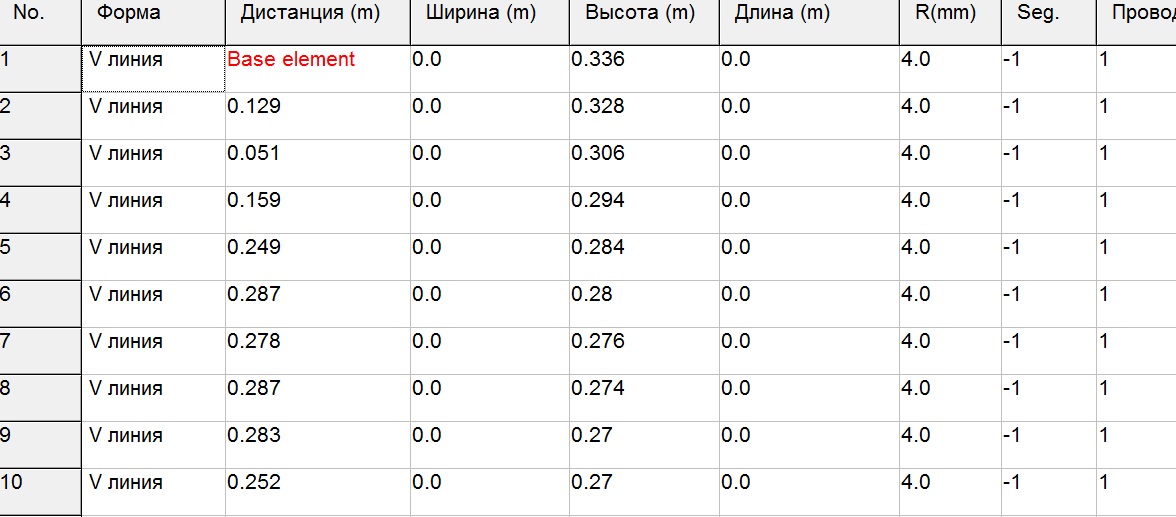 No. Форма Дистанция (m) Ширина (m) Высота (m) Длина (m) R(mm) Seg.
1 V линия Base element 0.0 0.336 0.0 4.0 -1 1
2 V линия 0.129 0.0 0.328 0.0 4.0 -1 1
3 V линия 0.051 0.0 0.306 0.0 4.0 -1 1
4 V линия 0.159 0.0 0.294 0.0 4.0 -1 1
5 V линия 0.249 0.0 0.284 0.0 4.0 -1 1
6 V линия 0.287 0.0 0.28 0.0 4.0 -1 1
7 V линия 0.278 0.0 0.276 0.0 4.0 -1 1
8 V линия 0.287 0.0 0.274 0.0 4.0 -1 1
9 V линия 0.283 0.0 0.27 0.0 4.0 -1 1
10 V линия 0.252 0.0 0.27 0.0 4.0 -1 1